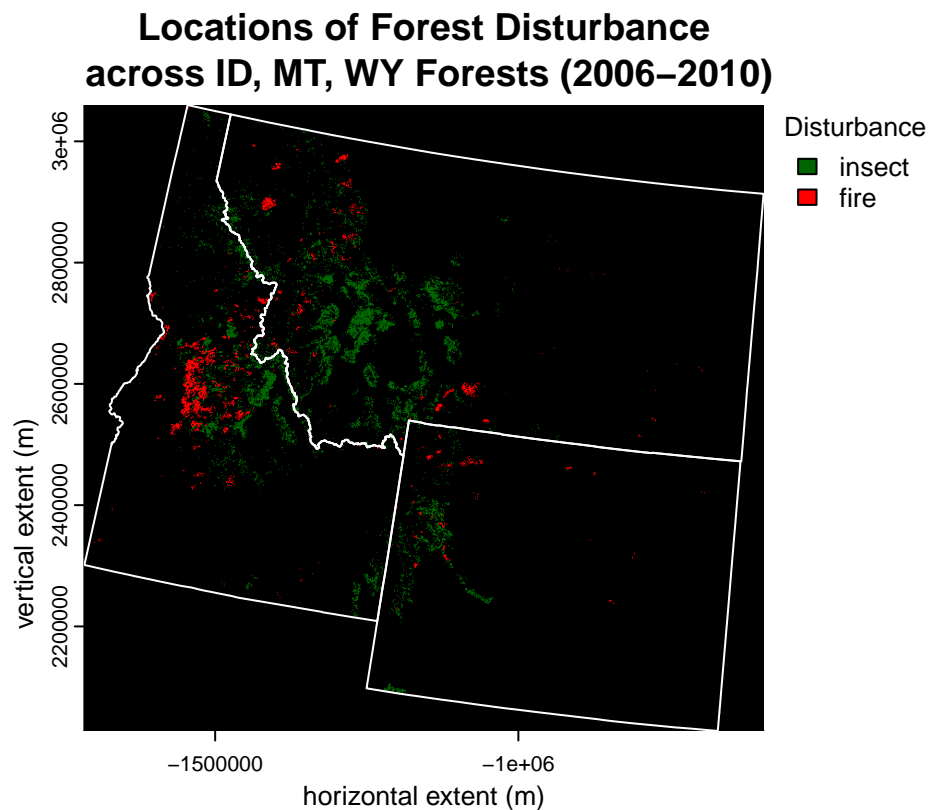 Locations of Forest Disturbance
across ID, MT, WY Forests (2006–2010)
Disturbance
insect
fire
3e+06
2800000
2600000
2400000
2200000
vertical extent (m)
−1500000
−1e+06
horizontal extent (m)